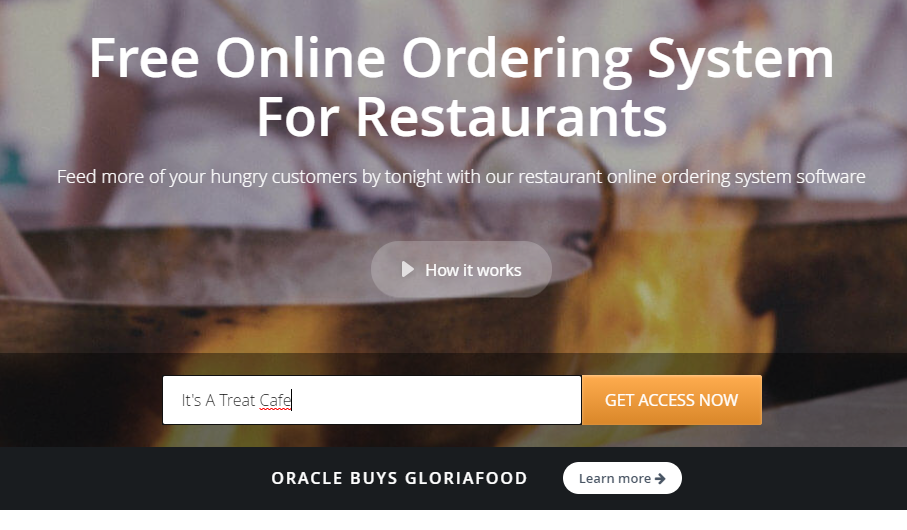 Free Online Ordering System
For Restaurants
Feed more of your hungry customers by tonight with our restaurant online ordering system software
How it works
It's A Treat Cafe
GET ACCESS NOW
ORACLE BUYS GLORIAFOOD
Learn more